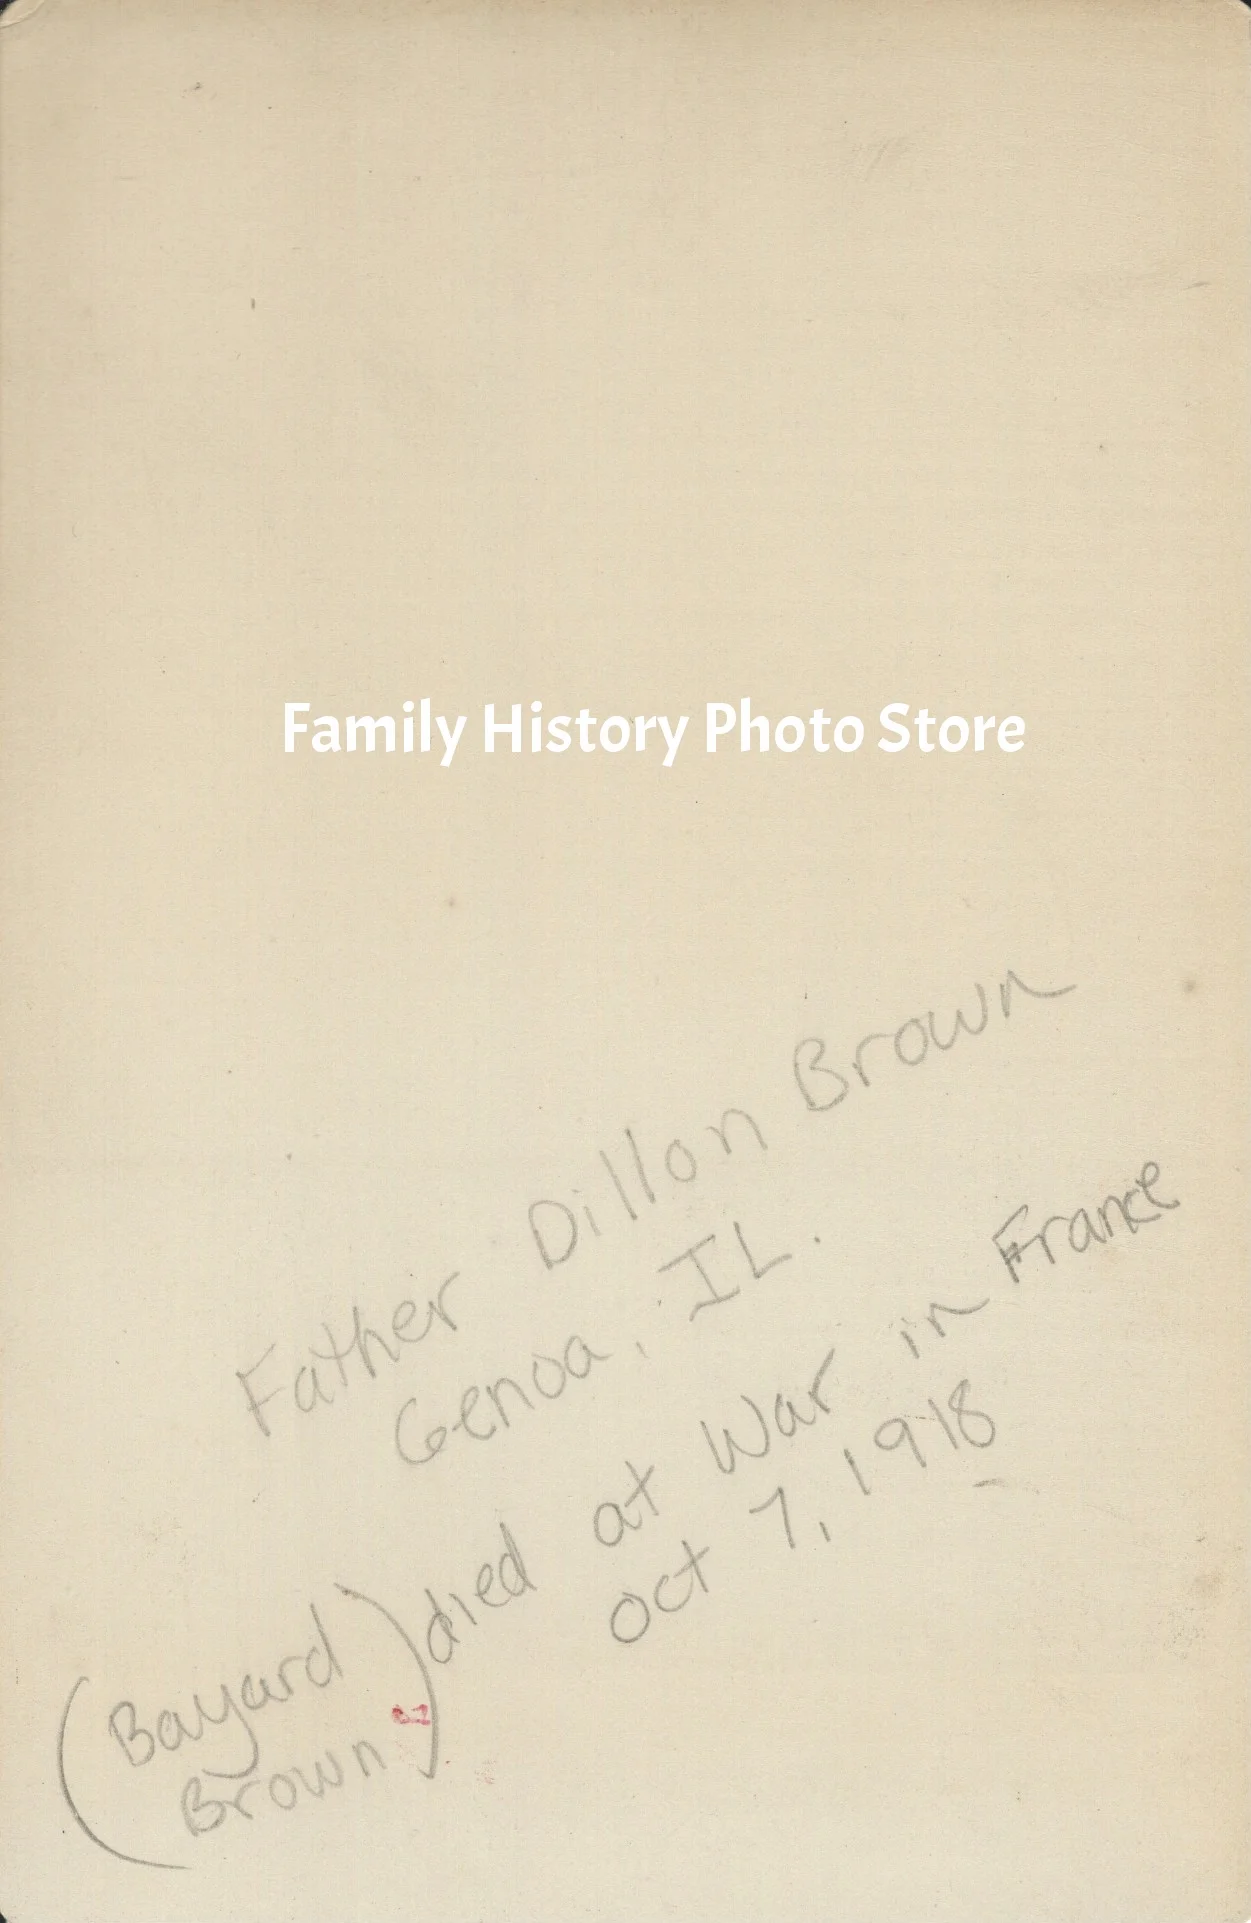 Family History Photo Store
Father Dillon Brown
Genoa, IL.
(Bayard Brown) died at War in France
Oct 7, 1918